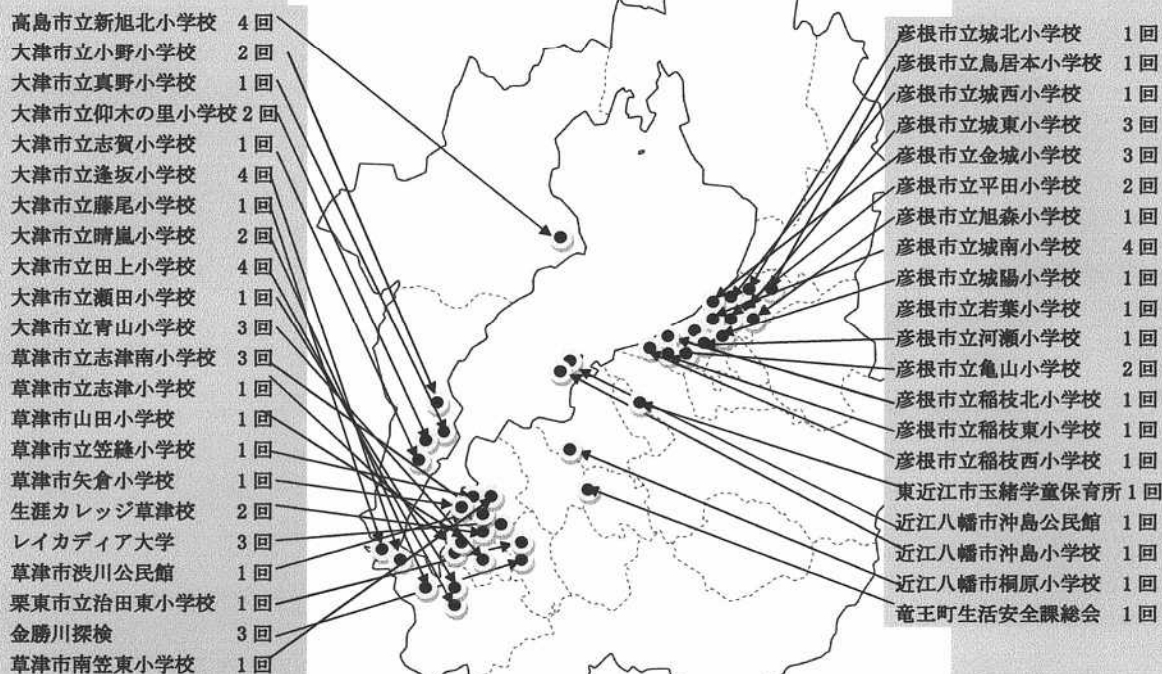 高島市立新旭北小学校 4回
大津市立小野小学校 2回
大津市立真野小学校 1回
大津市立仰木の里小学校 2回
大津市立志賀小学校 1回
大津市立逢坂小学校 4回
大津市立藤尾小学校 1回
大津市立晴嵐小学校 2回
大津市立田上小学校 4回
大津市立瀬田小学校 1回
大津市立青山小学校 3回
草津市立志津南小学校 3回
草津市立志津小学校 1回
草津市山田小学校 1回
草津市立笠縫小学校 1回
草津市矢倉小学校 1回
生涯カレッジ草津校 2回
レイカディア大学 3回
草津市渋川公民館 1回
栗東市立治田東小学校 1回
金勝川探検 3回
草津市南笠東小学校 1回
彦根市立城北小学校 1回
彦根市立鳥居本小学校 1回
彦根市立城西小学校 1回
彦根市立城東小学校 3回
彦根市立金城小学校 3回
彦根市立平田小学校 2回
彦根市立旭森小学校 1回
彦根市立城南小学校 4回
彦根市立城陽小学校 1回
彦根市立若葉小学校 1回
彦根市立河瀬小学校 1回
彦根市立亀山小学校 2回
彦根市立稲枝北小学校 1回
彦根市立稲枝東小学校 1回
彦根市立稲枝西小学校 1回
東近江市玉緒学童保育所 1回
近江八幡市沖島公民館 1回
近江八幡市沖島小学校 1回
近江八幡市桐原小学校 1回
竜王町生活安全課総会 1回